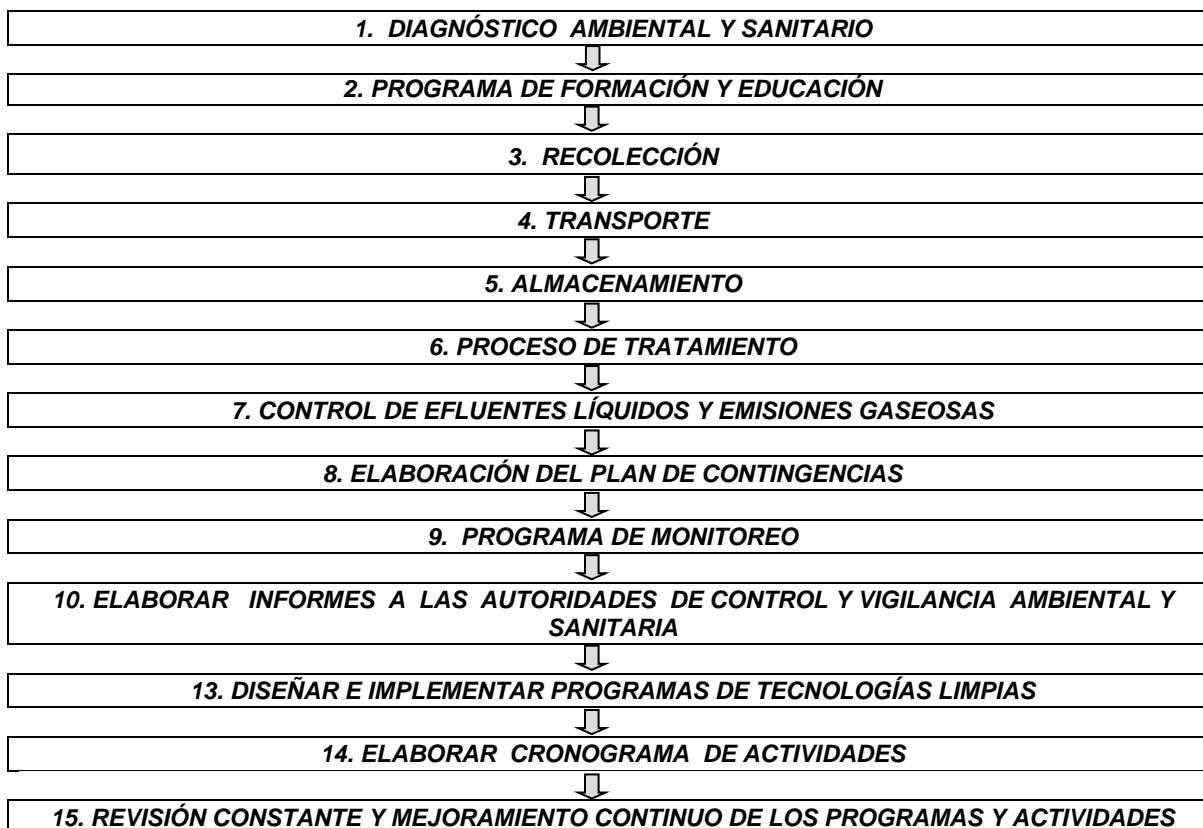 1. DIAGNÓSTICO AMBIENTAL Y SANITARIO
2. PROGRAMA DE FORMACIÓN Y EDUCACIÓN
3. RECOLECCIÓN
4. TRANSPORTE
5. ALMACENAMIENTO
6. PROCESO DE TRATAMIENTO
7. CONTROL DE EFLUENTES LÍQUIDOS Y EMISIONES GASEOSAS
8. ELABORACIÓN DEL PLAN DE CONTINGENCIAS
9. PROGRAMA DE MONITOREO
10. ELABORAR INFORMES A LAS AUTORIDADES DE CONTROL Y VIGILANCIA AMBIENTAL Y
SANITARIA
13. DISEÑAR E IMPLEMENTAR PROGRAMAS DE TECNOLOGÍAS LIMPIAS
14. ELABORAR CRONOGRAMA DE ACTIVIDADES
15. REVISIÓN CONSTANTE Y MEJORAMIENTO CONTINUO DE LOS PROGRAMAS Y ACTIVIDADES